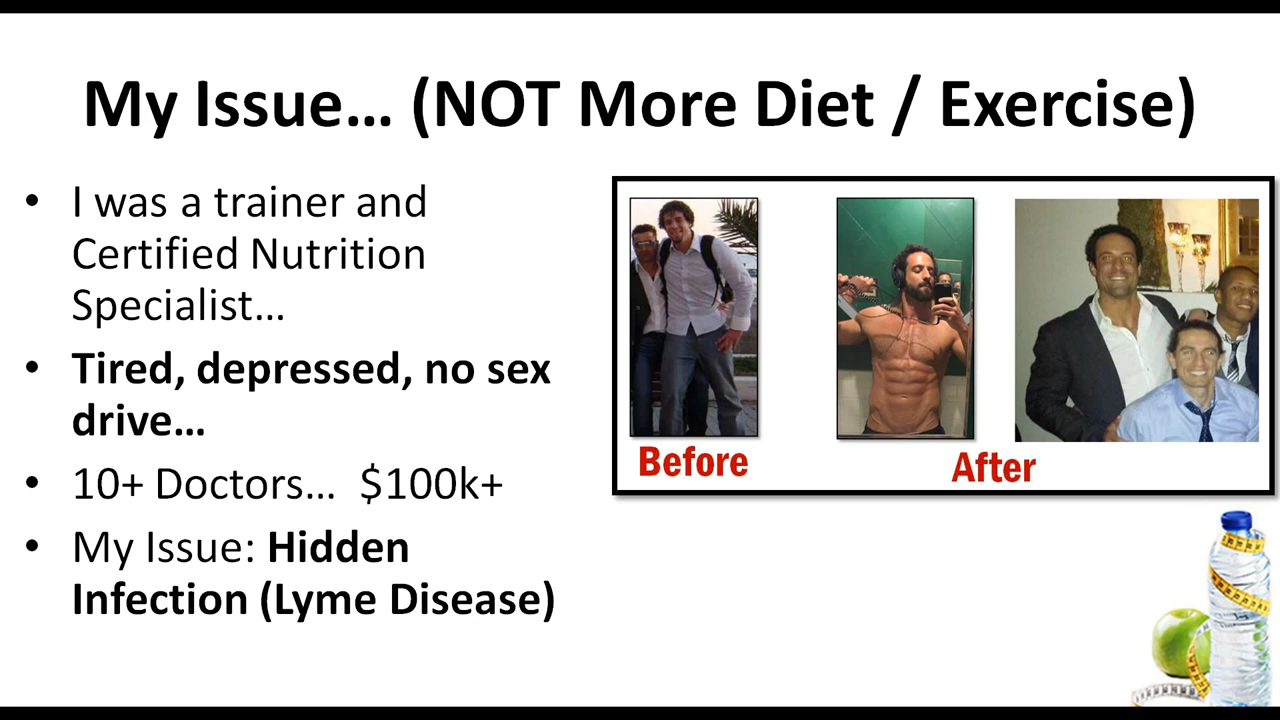 My Issue... (NOT More Diet / Exercise)
• I was a trainer and
Certified Nutrition
Specialist...
• Tired, depressed, no sex
drive...
• 10+ Doctors... $100k+
• My Issue: Hidden
Infection (Lyme Disease)
Before
After